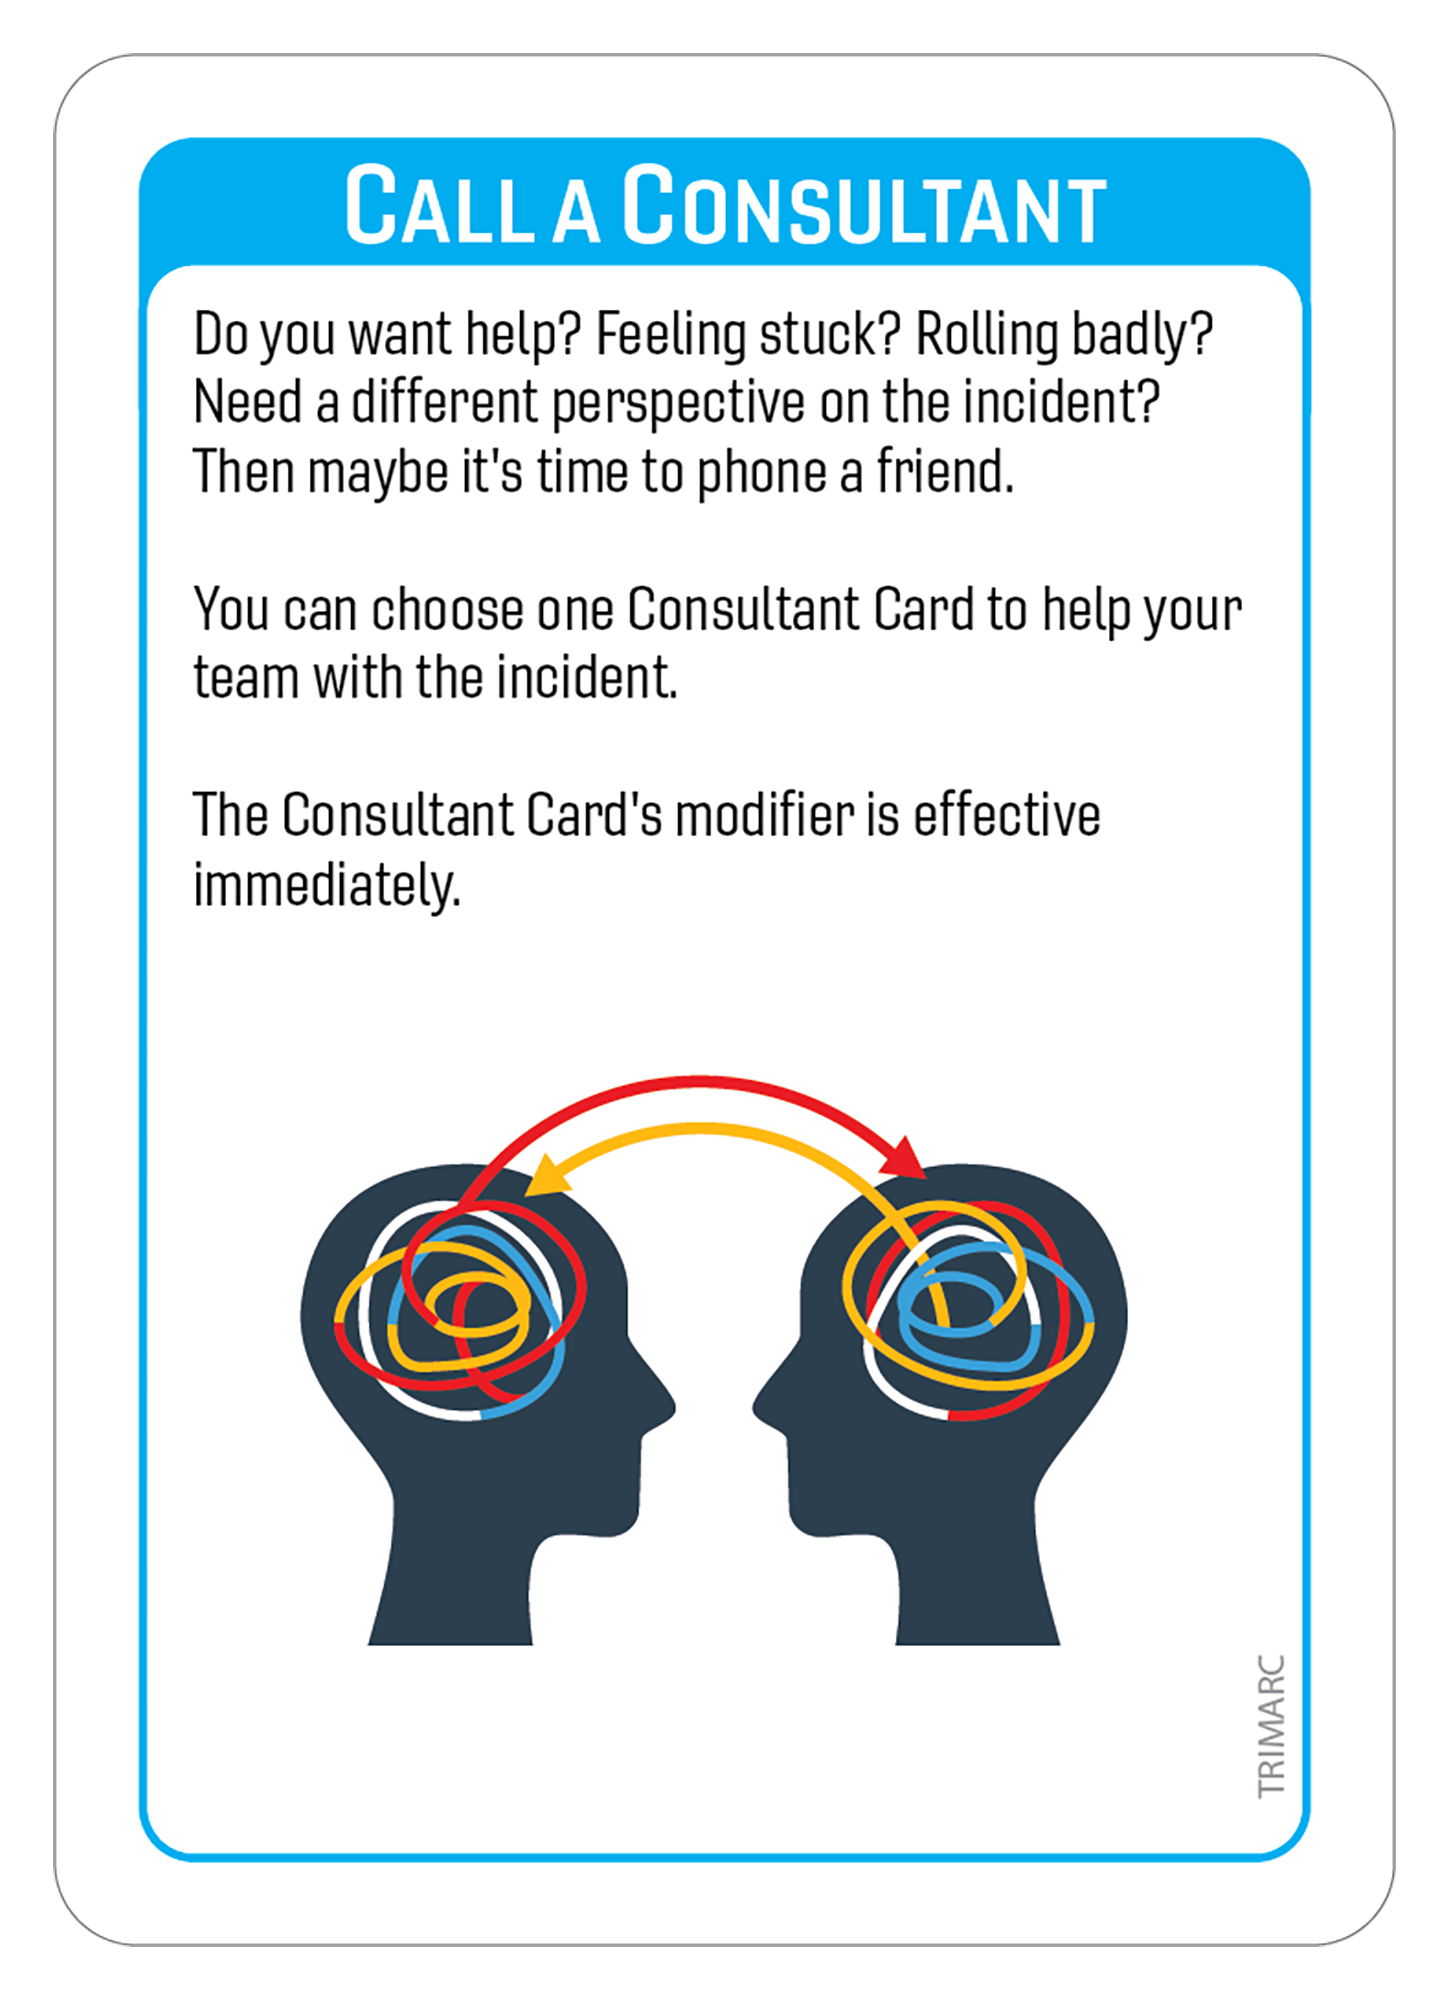 CALL A CONSULTANT
Do you want help? Feeling stuck? Rolling badly?
Need a different perspective on the incident?
Then maybe it's time to phone a friend.
You can choose one Consultant Card to help your
team with the incident.
The Consultant Card's modifier is effective
immediately.
TRIMARC